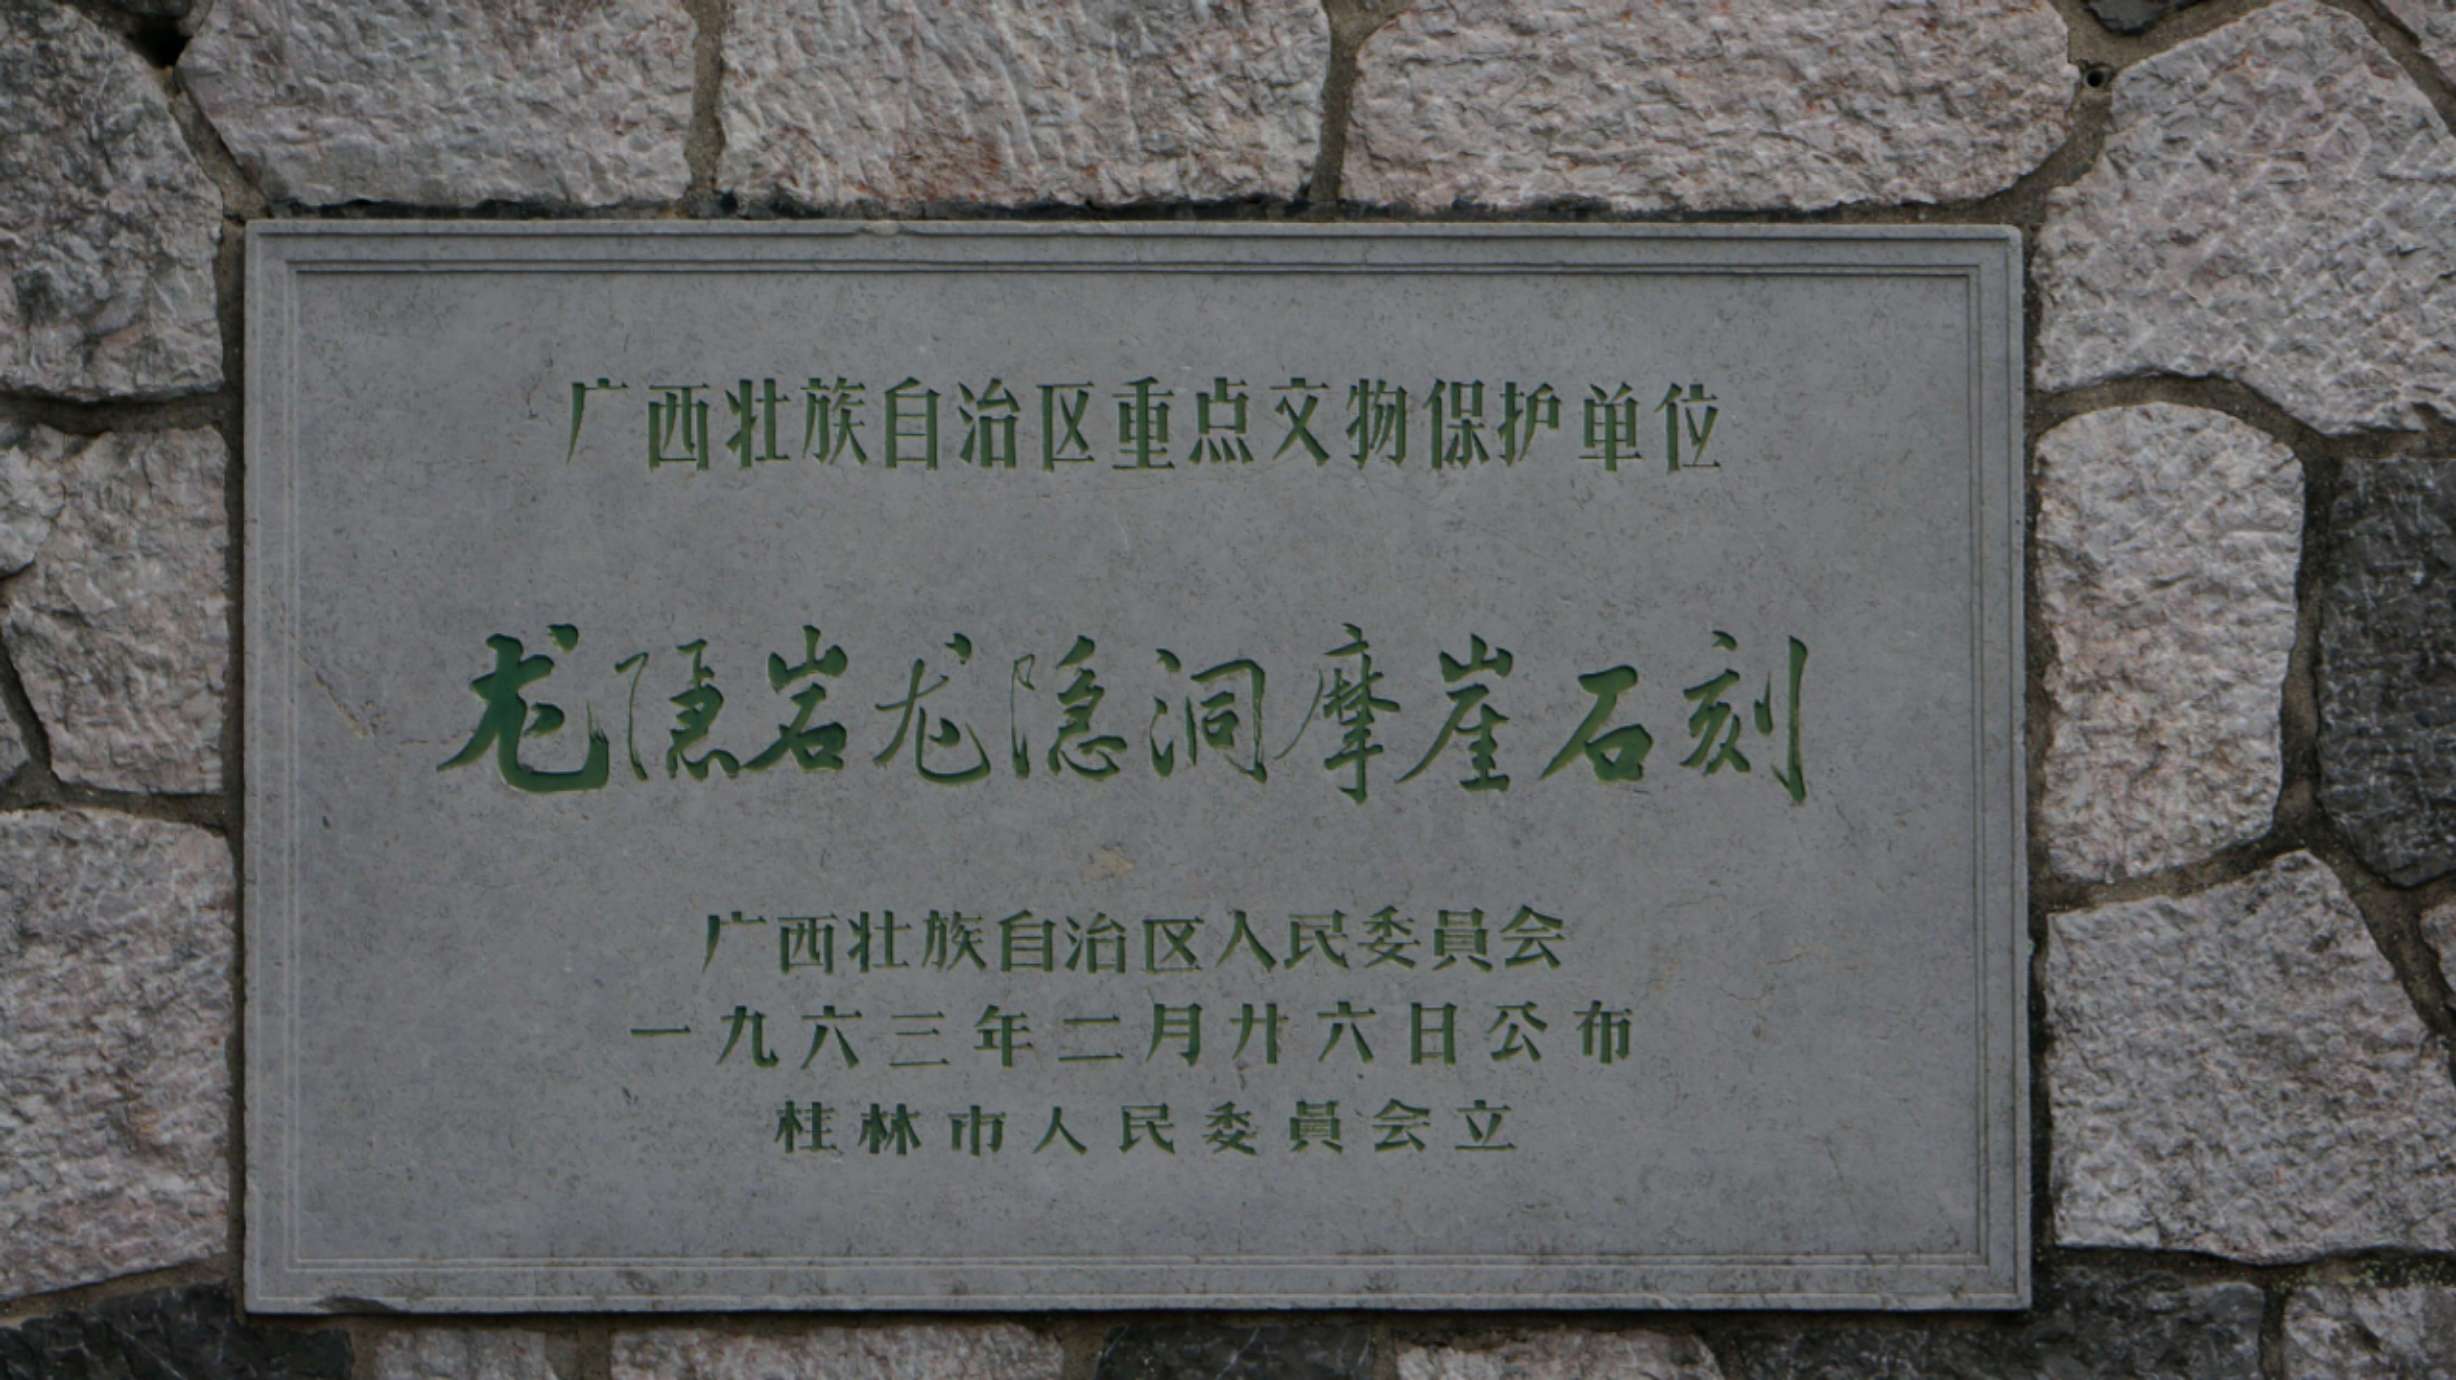 广西壮族自治区重点文物保护单位
龙隐岩龙隐洞摩崖石刻
广西壮族自治区人民委員会
一九六三年二月廿六日公布
桂林市人民委員会立